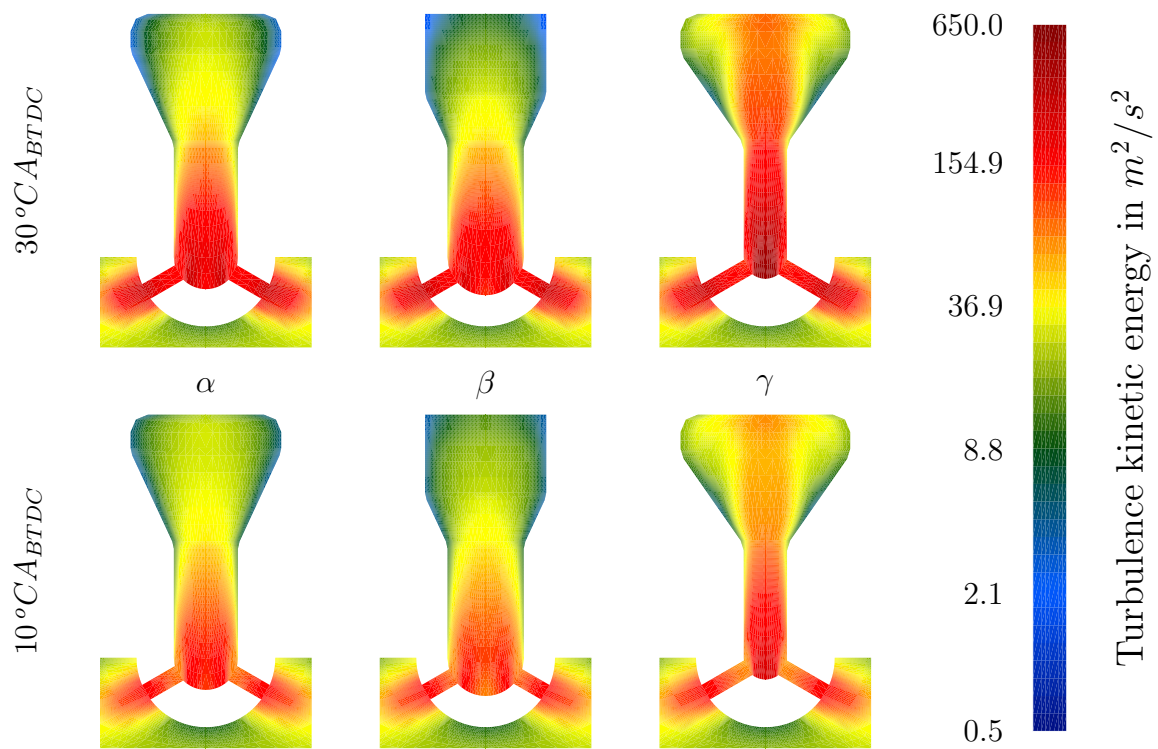 30 °CA_BTDC
α
β
γ
10 °CA_BTDC
650.0
154.9
36.9
8.8
2.1
0.5
Turbulence kinetic energy in m²/s²